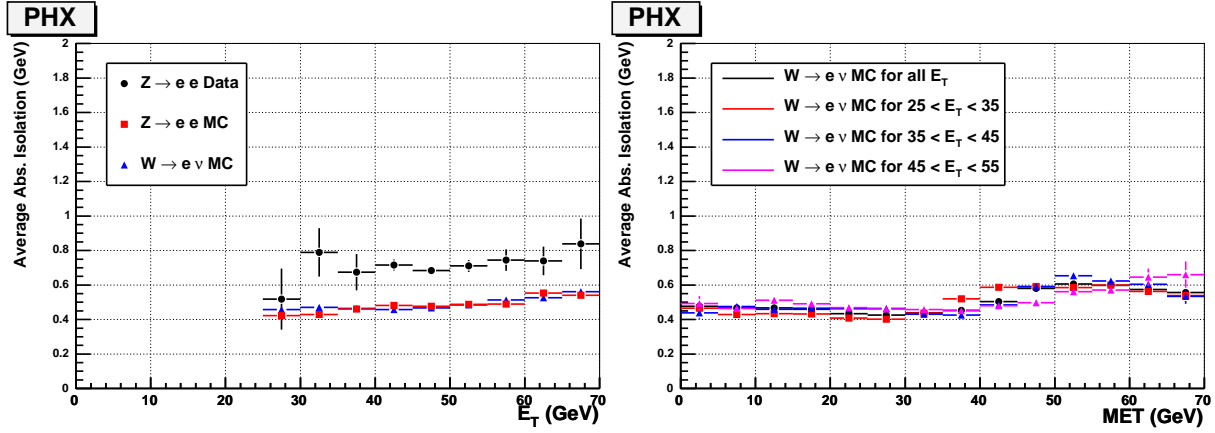 PHX
Average Abs. Isolation (GeV)
2
1.8
1.6
1.4
1.2
1
0.8
0.6
0.4
0.2
0
Z → e e Data
Z → e e MC
W → e ν MC
0 10 20 30 40 50 60 70
E_T (GeV)
PHX
Average Abs. Isolation (GeV)
2
1.8
1.6
1.4
1.2
1
0.8
0.6
0.4
0.2
0
W → e ν MC for all E_T
W → e ν MC for 25 < E_T < 35
W → e ν MC for 35 < E_T < 45
W → e ν MC for 45 < E_T < 55
0 10 20 30 40 50 60 70
MET (GeV)